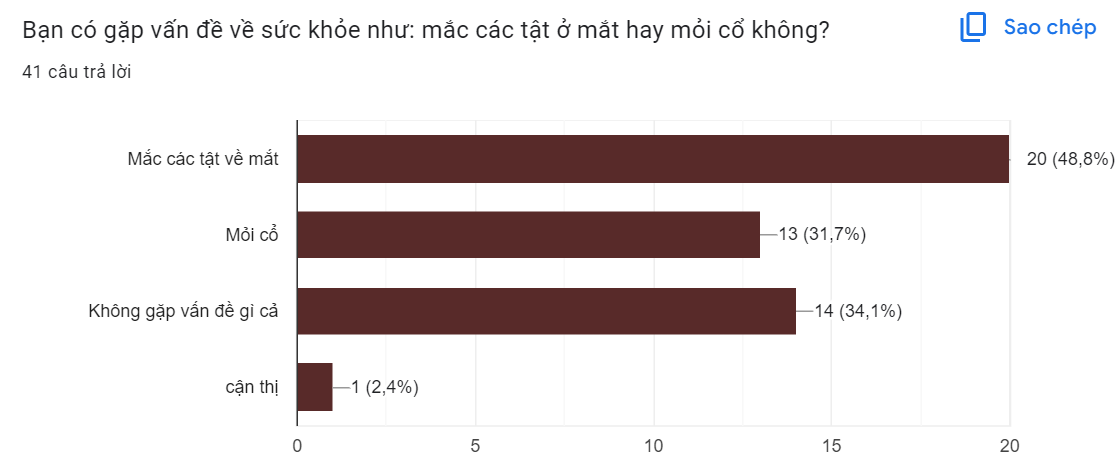 Bạn có gặp vấn đề về sức khỏe như: mắc các tật ở mắt hay mỏi cổ không?
Sao chép
41 câu trả lời
Mắc các tật về mắt
20 (48,8%)
Mỏi cổ
13 (31,7%)
Không gặp vấn đề gì cả
14 (34,1%)
cận thị
1 (2,4%)
0 5 10 15 20